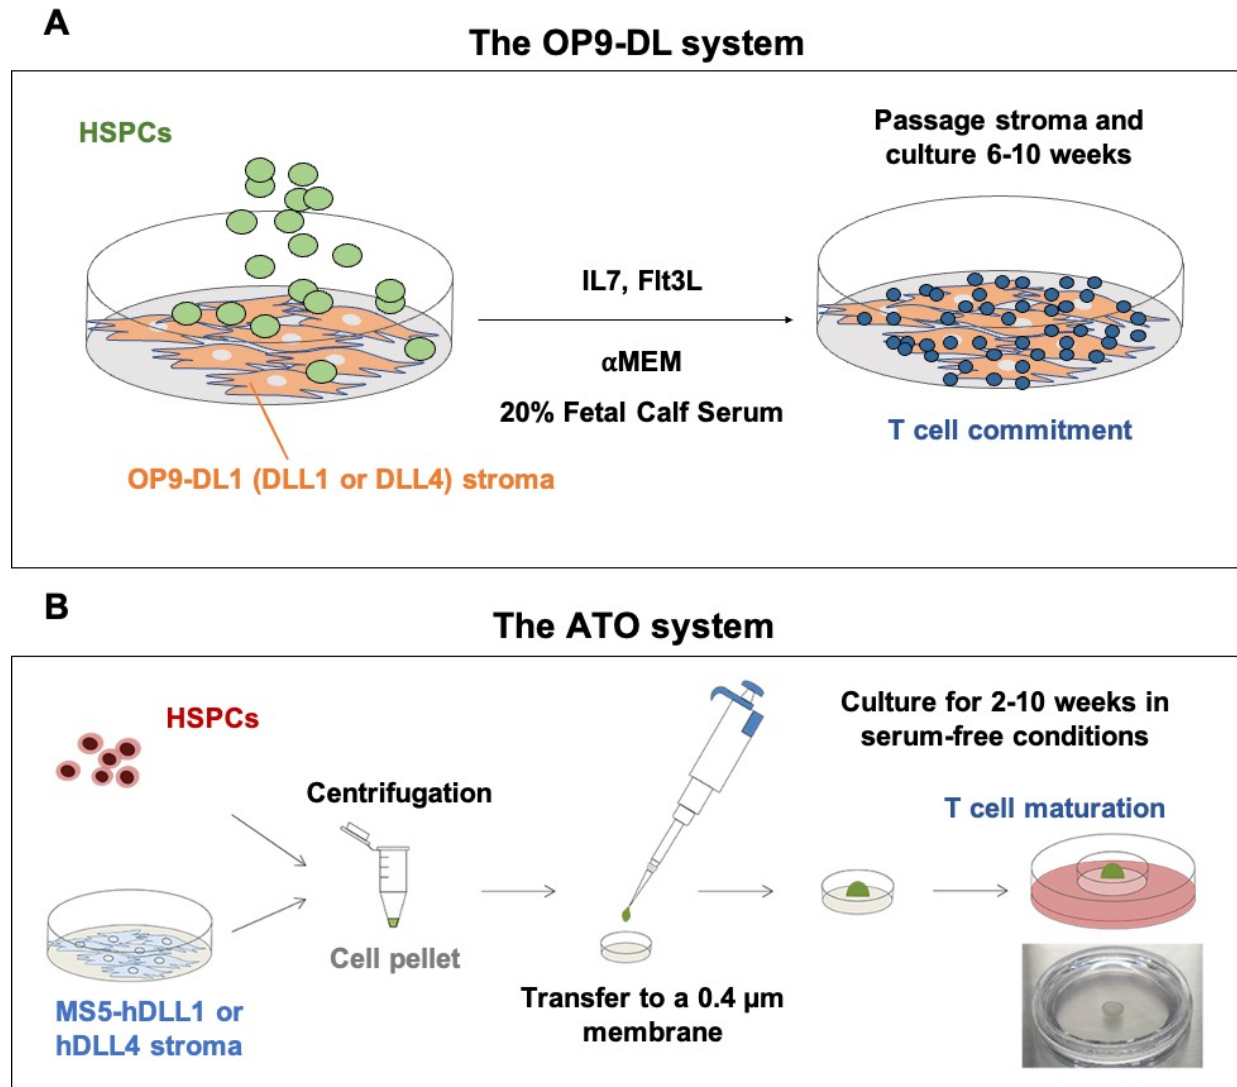 A
The OP9-DL system
HSPCs
Passage stroma and
culture 6-10 weeks
IL7, Flt3L
αMEM
20% Fetal Calf Serum
T cell commitment
OP9-DL1 (DLL1 or DLL4) stroma
B
The ATO system
HSPCs
Culture for 2-10 weeks in
serum-free conditions
Centrifugation
T cell maturation
Cell pellet
Transfer to a 0.4 µm
membrane
MS5-hDLL1 or
hDLL4 stroma